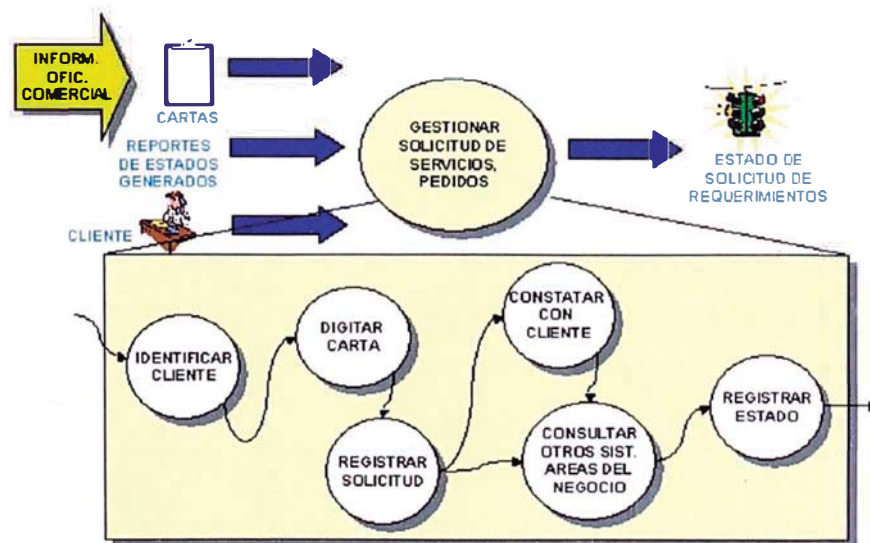 INFORM.
OFIC.
COMERCIAL
CARTAS
REPORTES
DE ESTADOS
GENERADOS
CLIENTE
GESTIONAR
SOLICITUD DE
SERVICIOS,
PEDIDOS
ESTADO DE
SOLICITUD DE
REQUERIMIENTOS
IDENTIFICAR
CLIENTE
DIGITAR
CARTA
REGISTRAR
SOLICITUD
CONSTATAR
CON
CLIENTE
CONSULTAR
OTROS SIST.
AREAS DEL
NEGOCIO
REGISTRAR
ESTADO